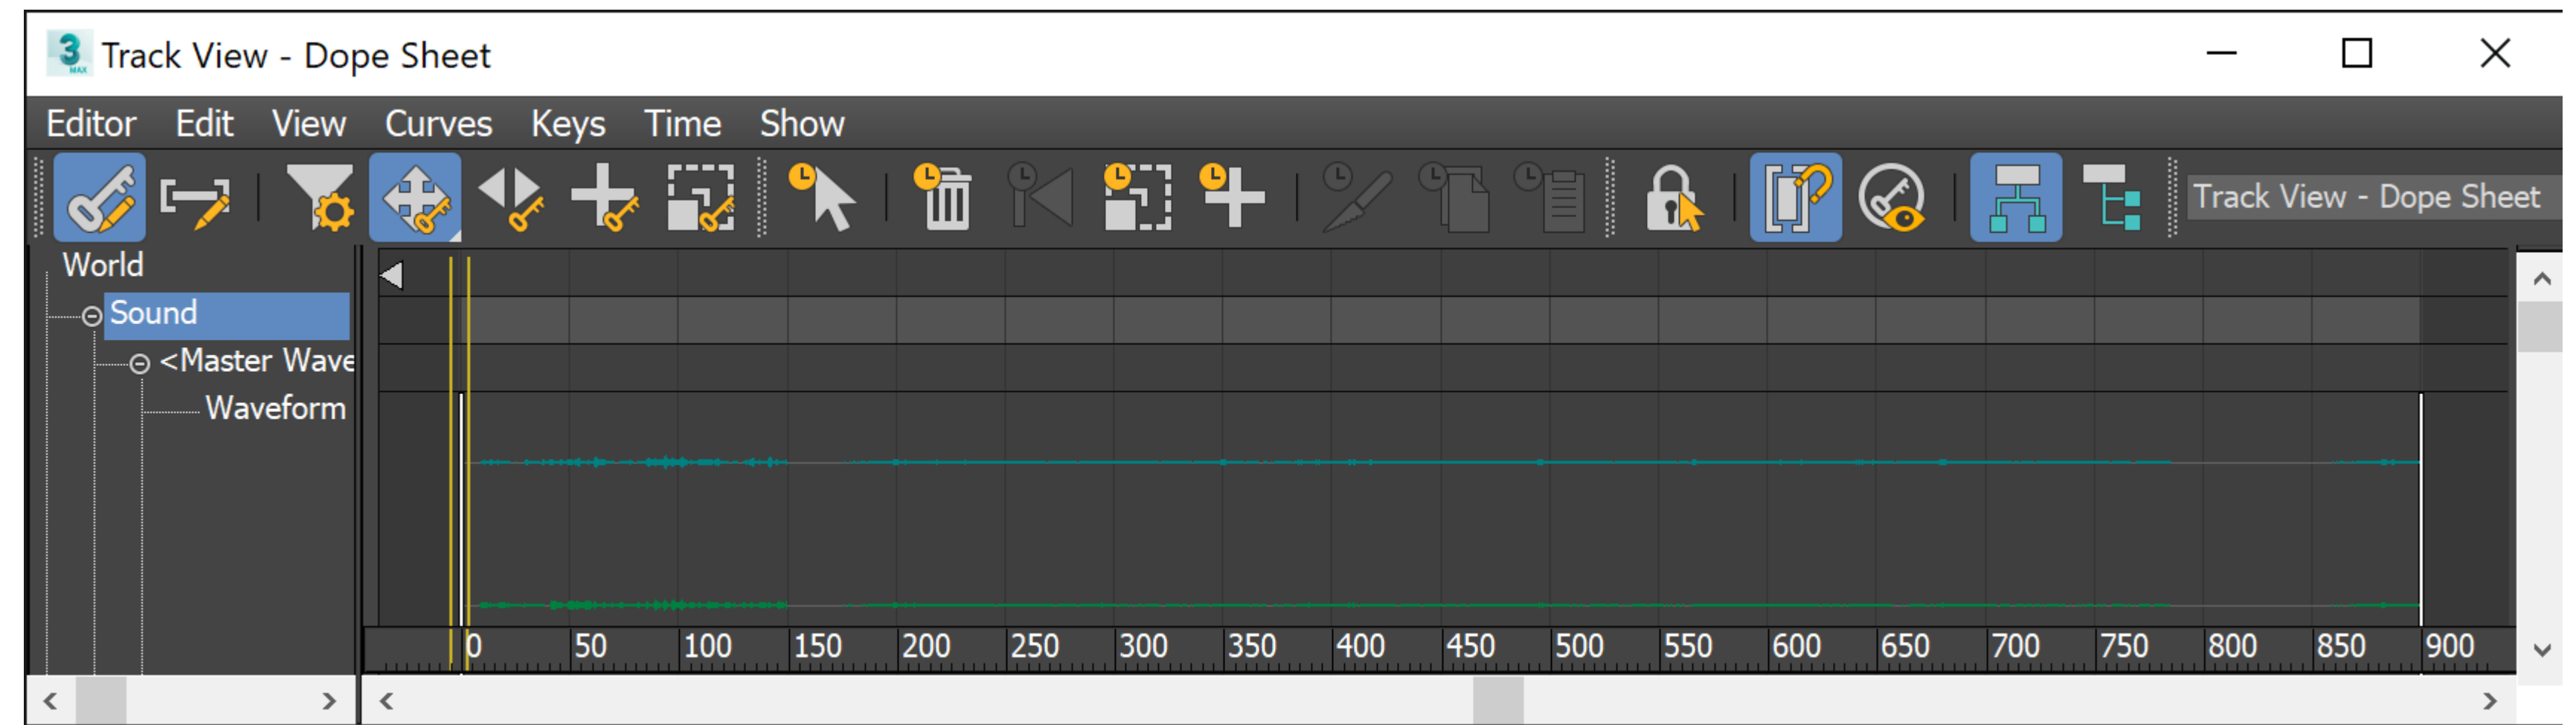 3 MAX Track View - Dope Sheet
Editor Edit View Curves Keys Time Show
Track View - Dope Sheet
World
Sound
<Master Wave
Waveform
0 50 100 150 200 250 300 350 400 450 500 550 600 650 700 750 800 850 900